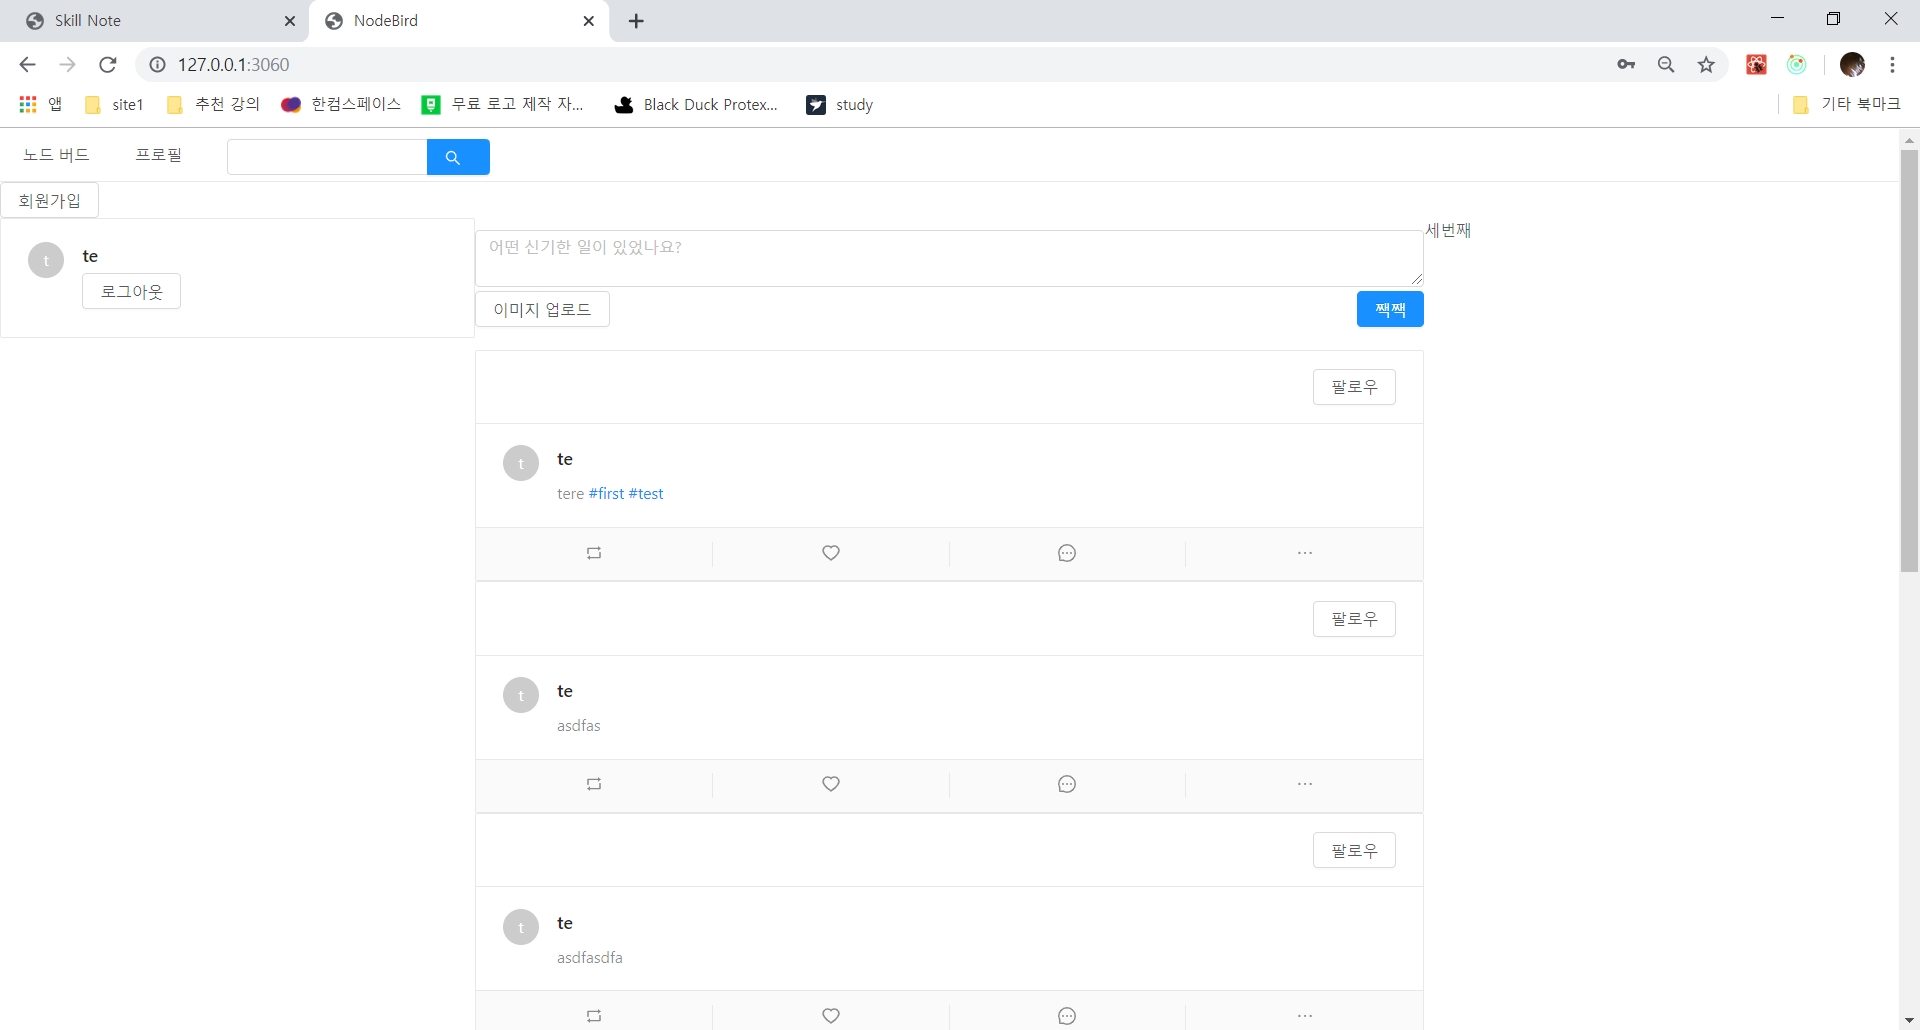 Skill Note
NodeBird
127.0.0.1:3060
앱
site1
추천 강의
한컴스페이스
무료 로고 제작 자...
Black Duck Protex...
study
기타 북마크
노드 버드
프로필
회원가입
t
te
로그아웃
어떤 신기한 일이 있었나요?
이미지 업로드
짹짹
세번째
팔로우
t
te
tere #first #test
팔로우
t
te
asdfas
팔로우
t
te
asdfasdfa